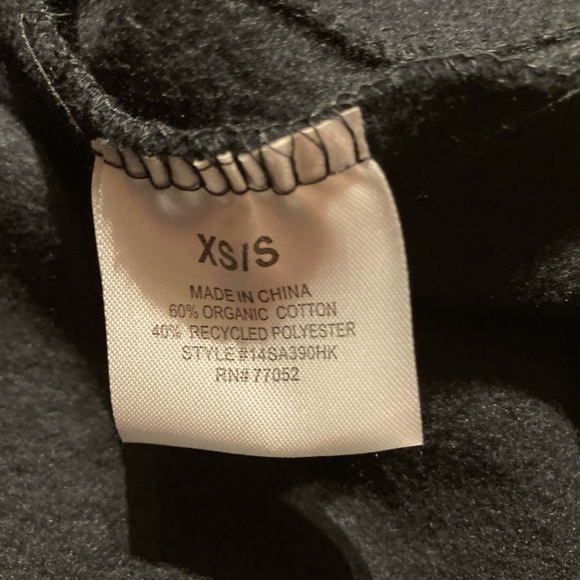 XS/S
MADE IN CHINA
60% ORGANIC COTTON
40% RECYCLED POLYESTER
STYLE #14SA390HK
RN# 77052